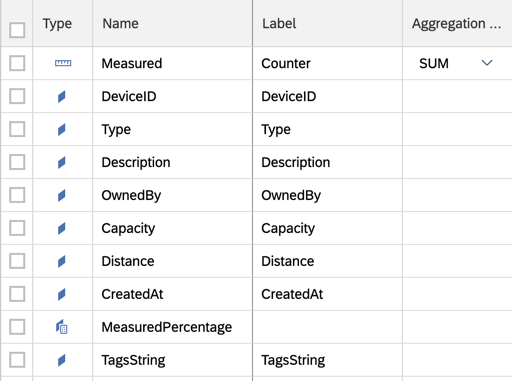 Type Name Label Aggregation ...
Measured Counter SUM
DeviceID DeviceID
Type Type
Description Description
OwnedBy OwnedBy
Capacity Capacity
Distance Distance
CreatedAt CreatedAt
MeasuredPercentage
TagsString TagsString